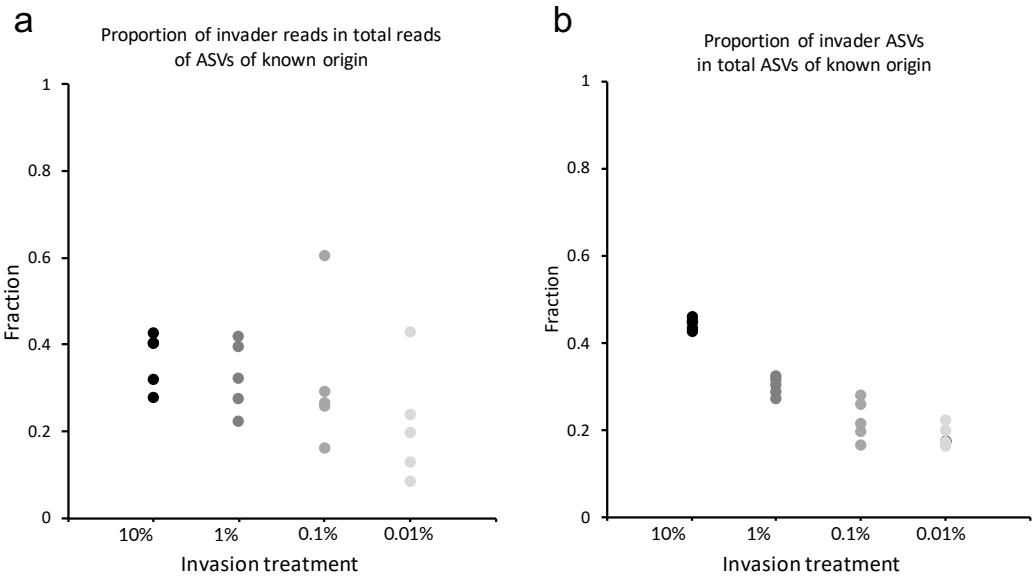 a
Proportion of invader reads in total reads
of ASVs of known origin
1
0.8
0.6
0.4
0.2
0
Fraction
10%
1%
0.1%
0.01%
Invasion treatment
b
Proportion of invader ASVs
in total ASVs of known origin
1
0.8
0.6
0.4
0.2
0
Fraction
10%
1%
0.1%
0.01%
Invasion treatment